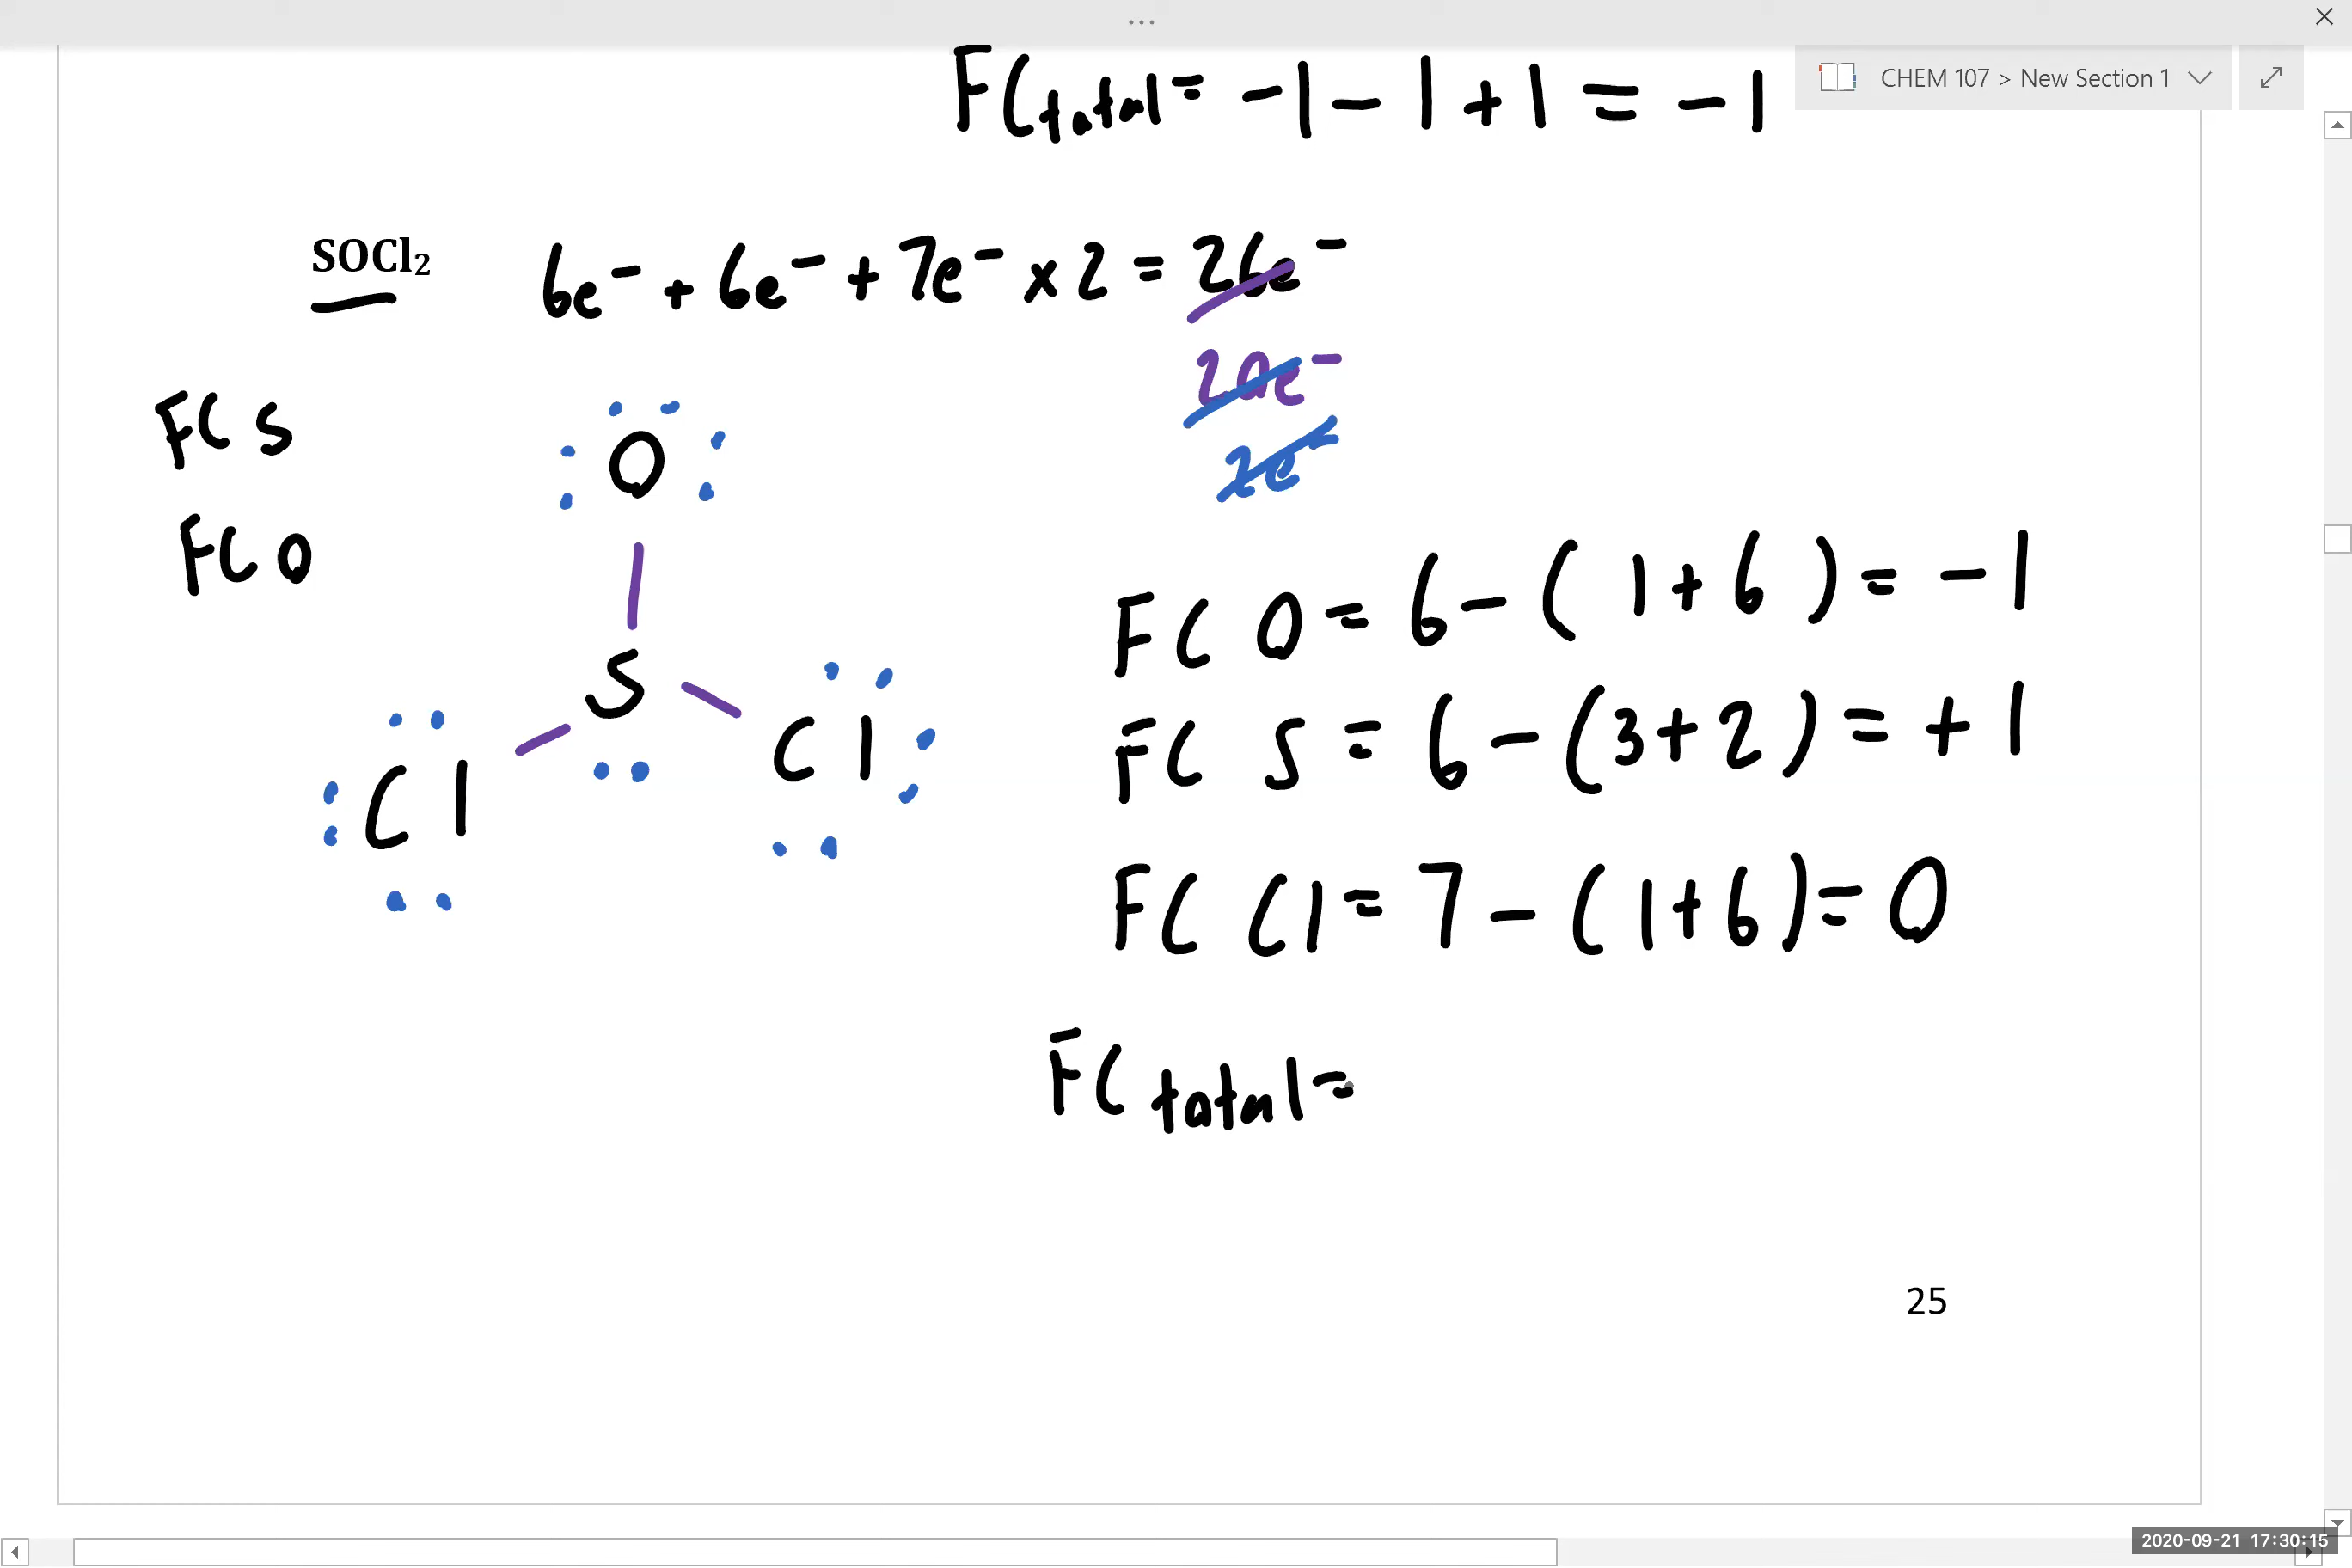 FCtotal = -1 - 1 + 1 = -1
CHEM 107 > New Section 1
SOCl₂ 6e⁻ + 6e⁻ + 7e⁻ x 2 = 26e⁻
20e⁻
2e⁻
FC S
FC O
O
S
Cl
Cl
FC O = 6 - (1 + 6) = -1
FC S = 6 - (3 + 2) = +1
FC Cl = 7 - (1 + 6) = 0
FCtotal =
25
2020-09-21 17:30:15